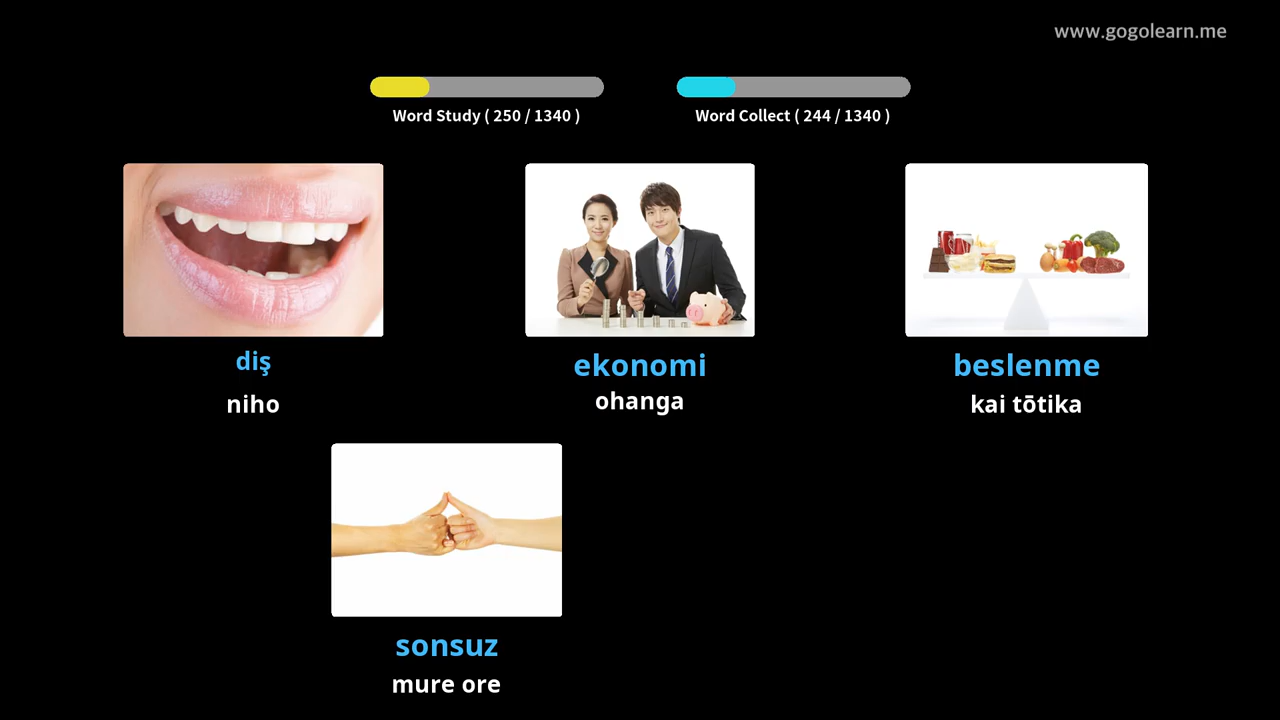 www.gogolearn.me
Word Study ( 250 / 1340 )
Word Collect ( 244 / 1340 )
diş
niho
ekonomi
ohanga
beslenme
kai tōtika
sonsuz
mure ore